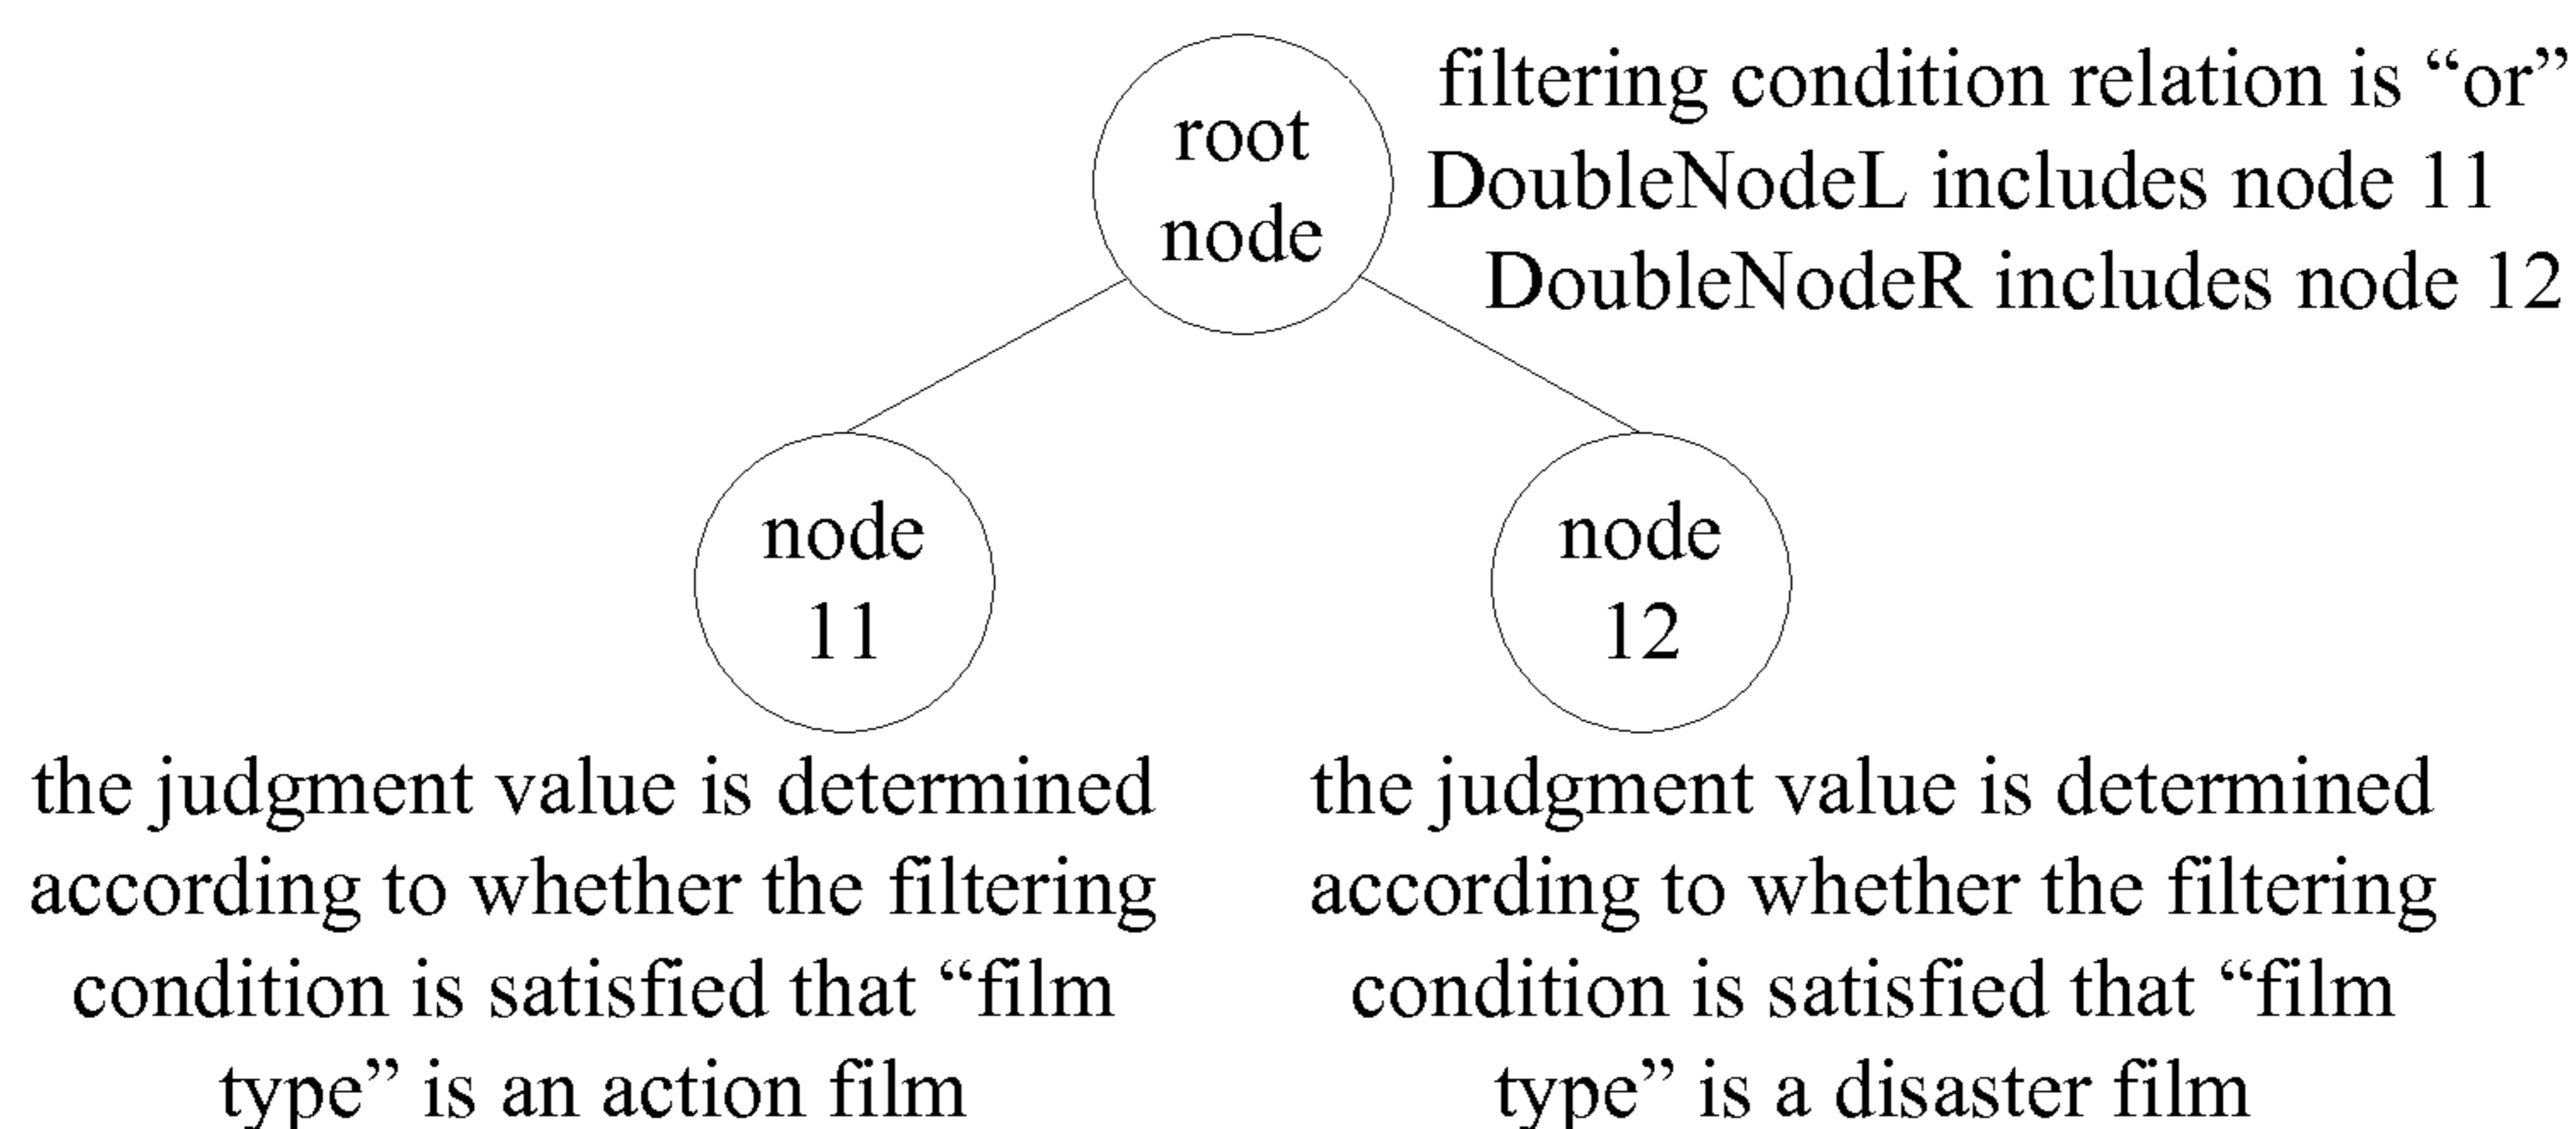 root
node
filtering condition relation is “or”
DoubleNodeL includes node 11
DoubleNodeR includes node 12
node
11
node
12
the judgment value is determined
according to whether the filtering
condition is satisfied that “film
type” is an action film
the judgment value is determined
according to whether the filtering
condition is satisfied that “film
type” is a disaster film